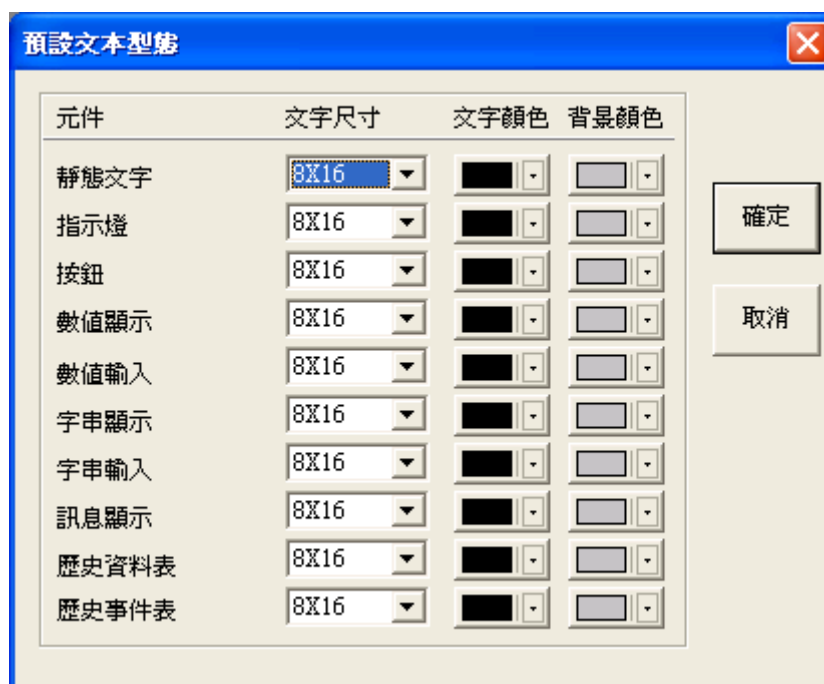 預設文本型態
元件 文字尺寸 文字顏色 背景顏色
靜態文字 8X16
指示燈 8X16
按鈕 8X16
數值顯示 8X16
數值輸入 8X16
字串顯示 8X16
字串輸入 8X16
訊息顯示 8X16
歷史資料表 8X16
歷史事件表 8X16
確定
取消